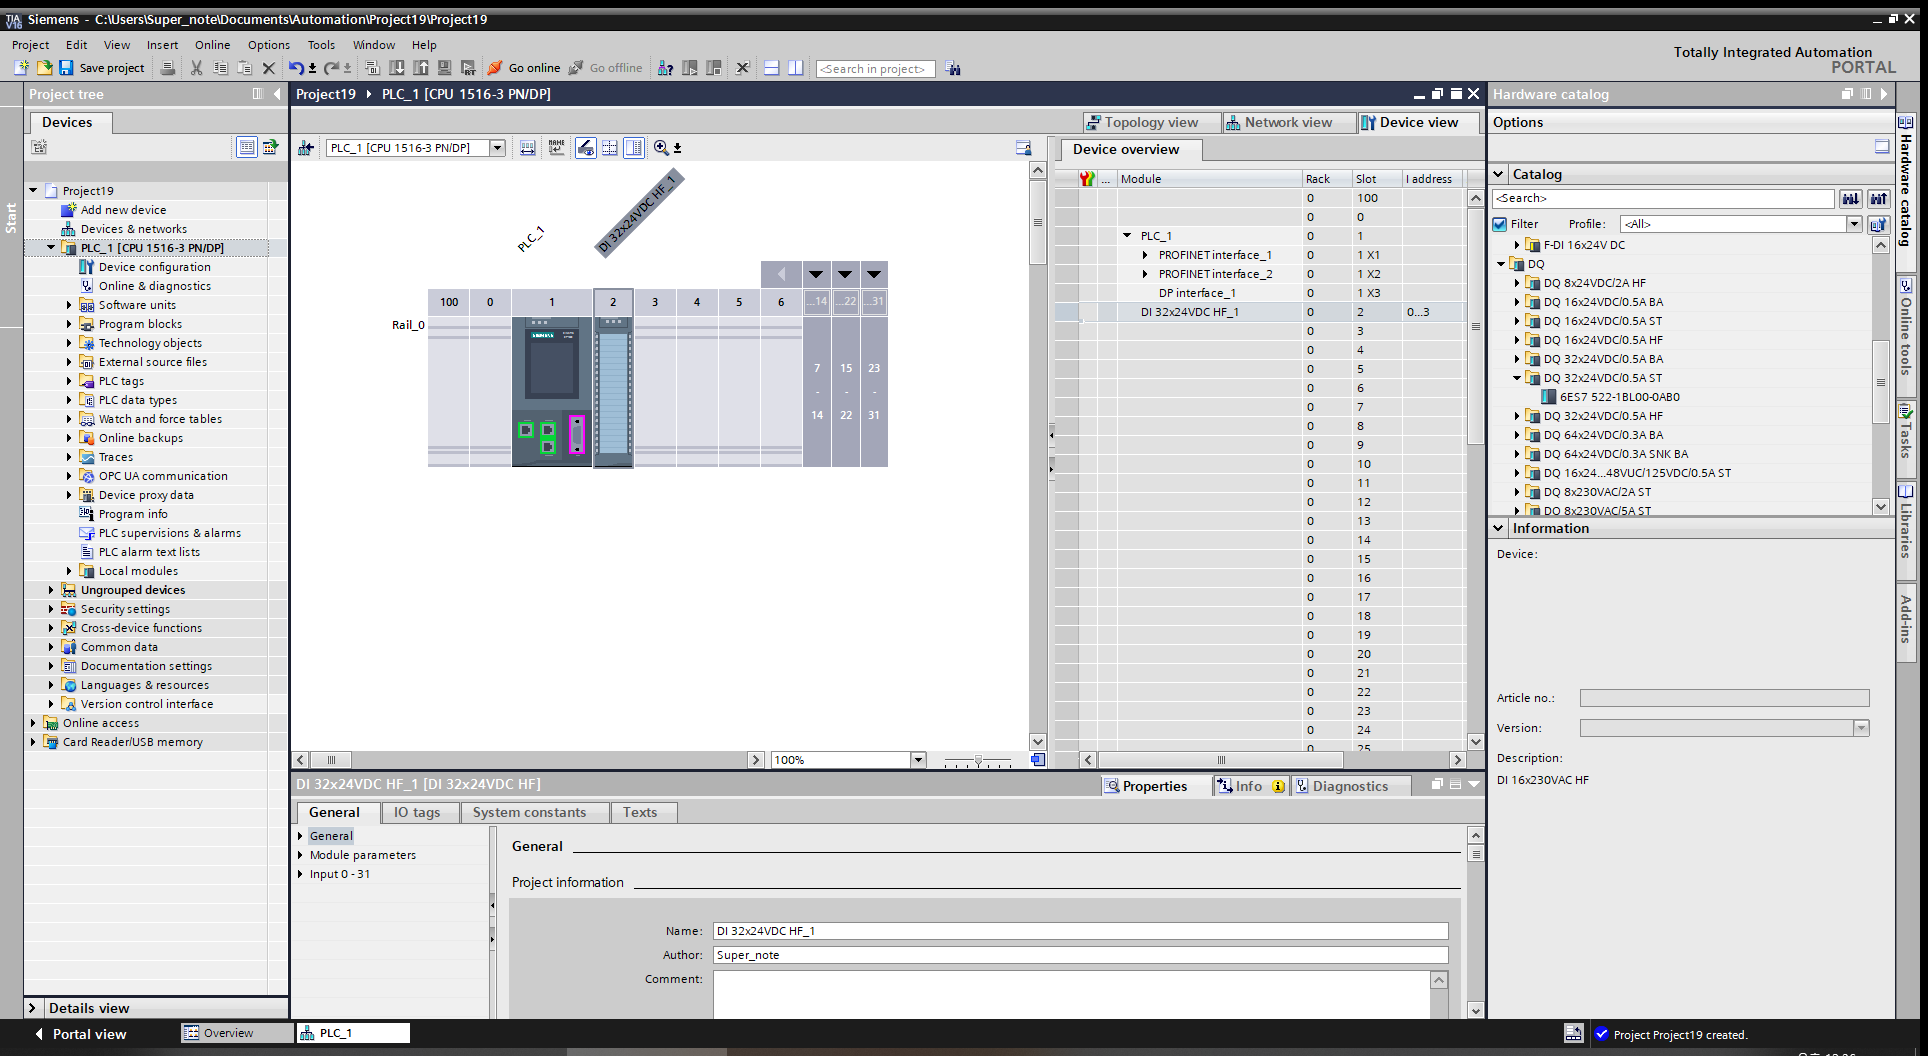 Siemens - C:\Users\Super_note\Documents\Automation\Project19\Project19
Project Edit View Insert Online Options Tools Window Help
Totally Integrated Automation
PORTAL
Save project Go online Go offline <Search in project>
Project tree
Devices
Start
Project19
Add new device
Devices & networks
PLC_1 [CPU 1516-3 PN/DP]
Device configuration
Online & diagnostics
Software units
Program blocks
Technology objects
External source files
PLC tags
PLC data types
Watch and force tables
Online backups
Traces
OPC UA communication
Device proxy data
Program info
PLC supervisions & alarms
PLC alarm text lists
Local modules
Ungrouped devices
Security settings
Cross-device functions
Common data
Documentation settings
Languages & resources
Version control interface
Online access
Card Reader/USB memory
Details view
Project19 PLC_1 [CPU 1516-3 PN/DP]
Topology view Network view Device view
PLC_1 [CPU 1516-3 PN/DP]
PLC_1
DI 32x24VDC HF_1
100 0 1 2 3 4 5 6 ...14 ...22 ...31
Rail_0
SIEMENS
7 15 23
- - -
14 22 31
100%
Device overview
... Module Rack Slot I address
0 100
0 0
PLC_1 0 1
PROFINET interface_1 0 1 X1
PROFINET interface_2 0 1 X2
DP interface_1 0 1 X3
DI 32x24VDC HF_1 0 2 0...3
0 3
0 4
0 5
0 6
0 7
0 8
0 9
0 10
0 11
0 12
0 13
0 14
0 15
0 16
0 17
0 18
0 19
0 20
0 21
0 22
0 23
0 24
0 25
DI 32x24VDC HF_1 [DI 32x24VDC HF]
Properties Info Diagnostics
General IO tags System constants Texts
General
Module parameters
Input 0 - 31
General
Project information
Name: DI 32x24VDC HF_1
Author: Super_note
Comment:
Hardware catalog
Options
Catalog
<Search>
Filter Profile: <All>
F-DI 16x24V DC
DQ
DQ 8x24VDC/2A HF
DQ 16x24VDC/0.5A BA
DQ 16x24VDC/0.5A ST
DQ 16x24VDC/0.5A HF
DQ 32x24VDC/0.5A BA
DQ 32x24VDC/0.5A ST
6ES7 522-1BL00-0AB0
DQ 32x24VDC/0.5A HF
DQ 64x24VDC/0.3A BA
DQ 64x24VDC/0.3A SNK BA
DQ 16x24...48VUC/125VDC/0.5A ST
DQ 8x230VAC/2A ST
DQ 8x230VAC/5A ST
Information
Device:
Article no.:
Version:
Description:
DI 16x230VAC HF
Hardware catalog
Online tools
Tasks
Libraries
Add-ins
Portal view Overview PLC_1
Project Project19 created.